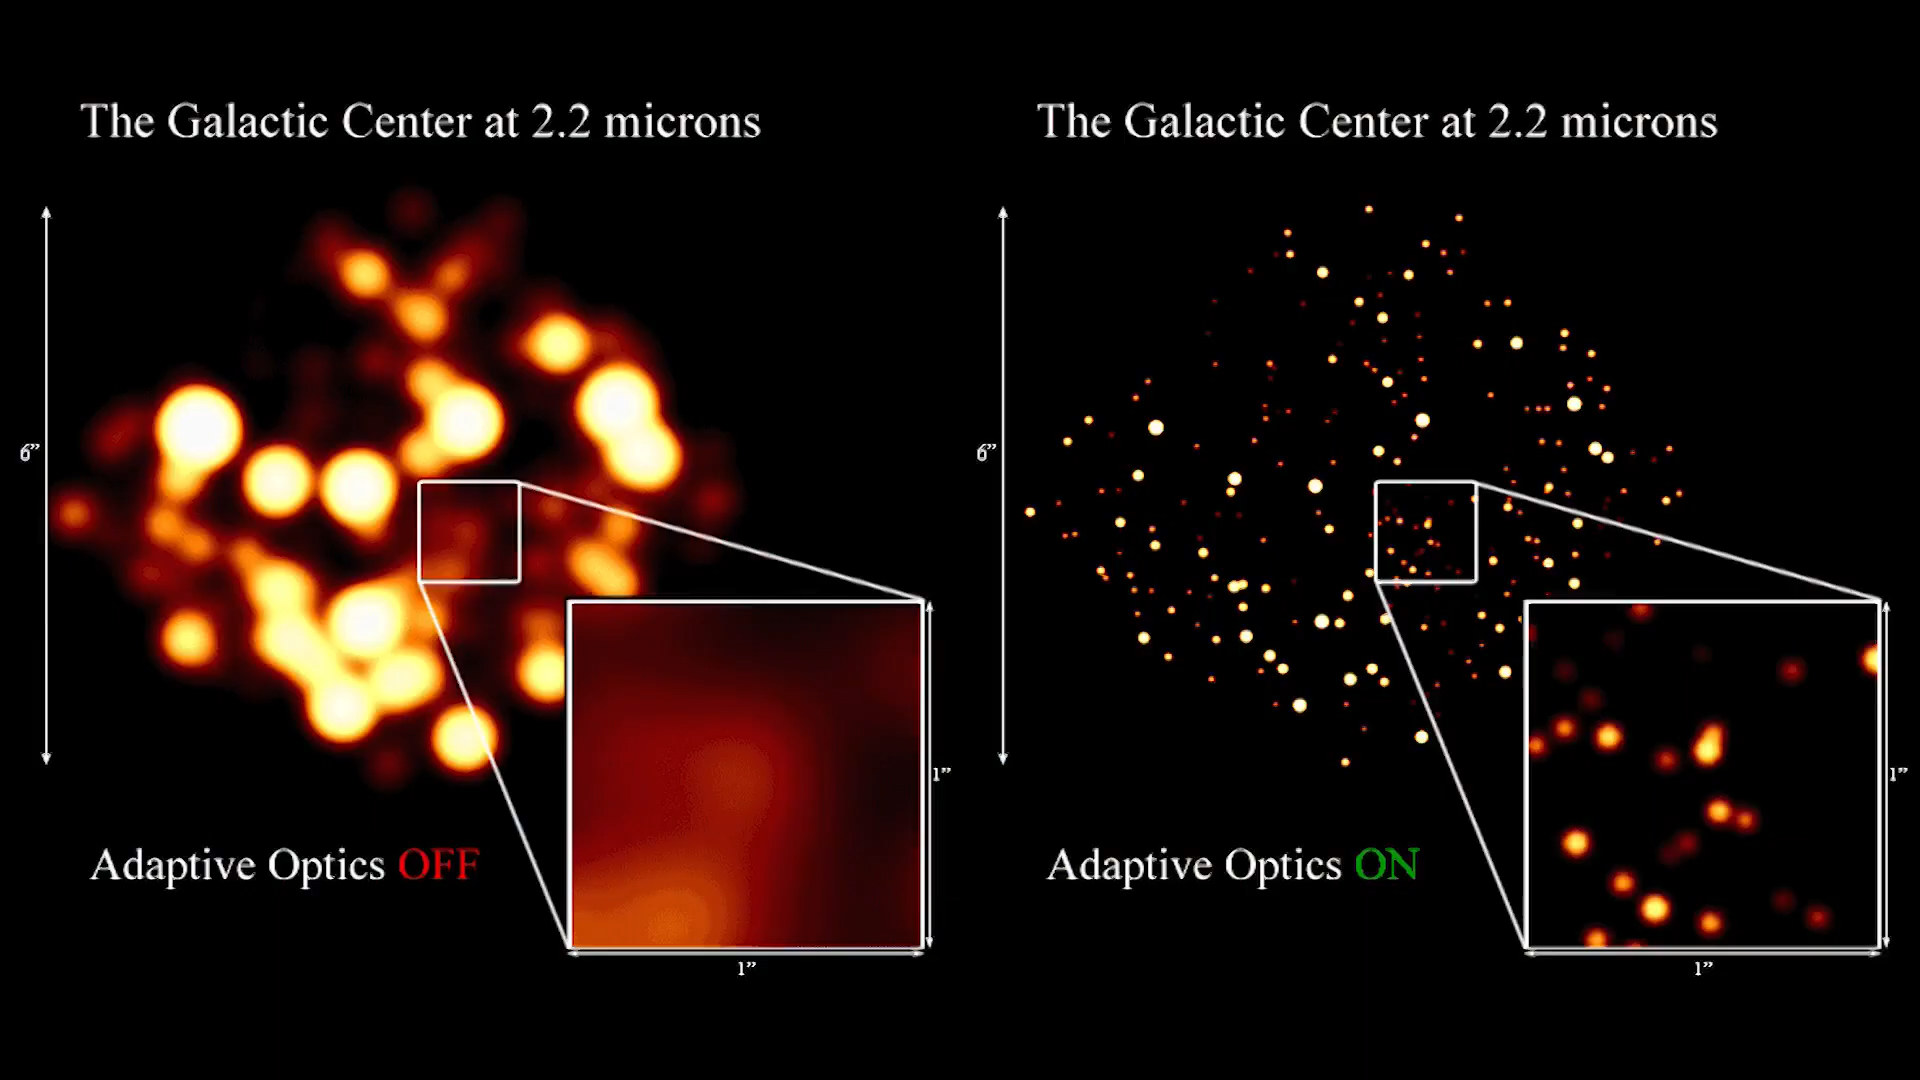 The Galactic Center at 2.2 microns
6”
1”
1”
Adaptive Optics OFF
The Galactic Center at 2.2 microns
6”
1”
1”
Adaptive Optics ON